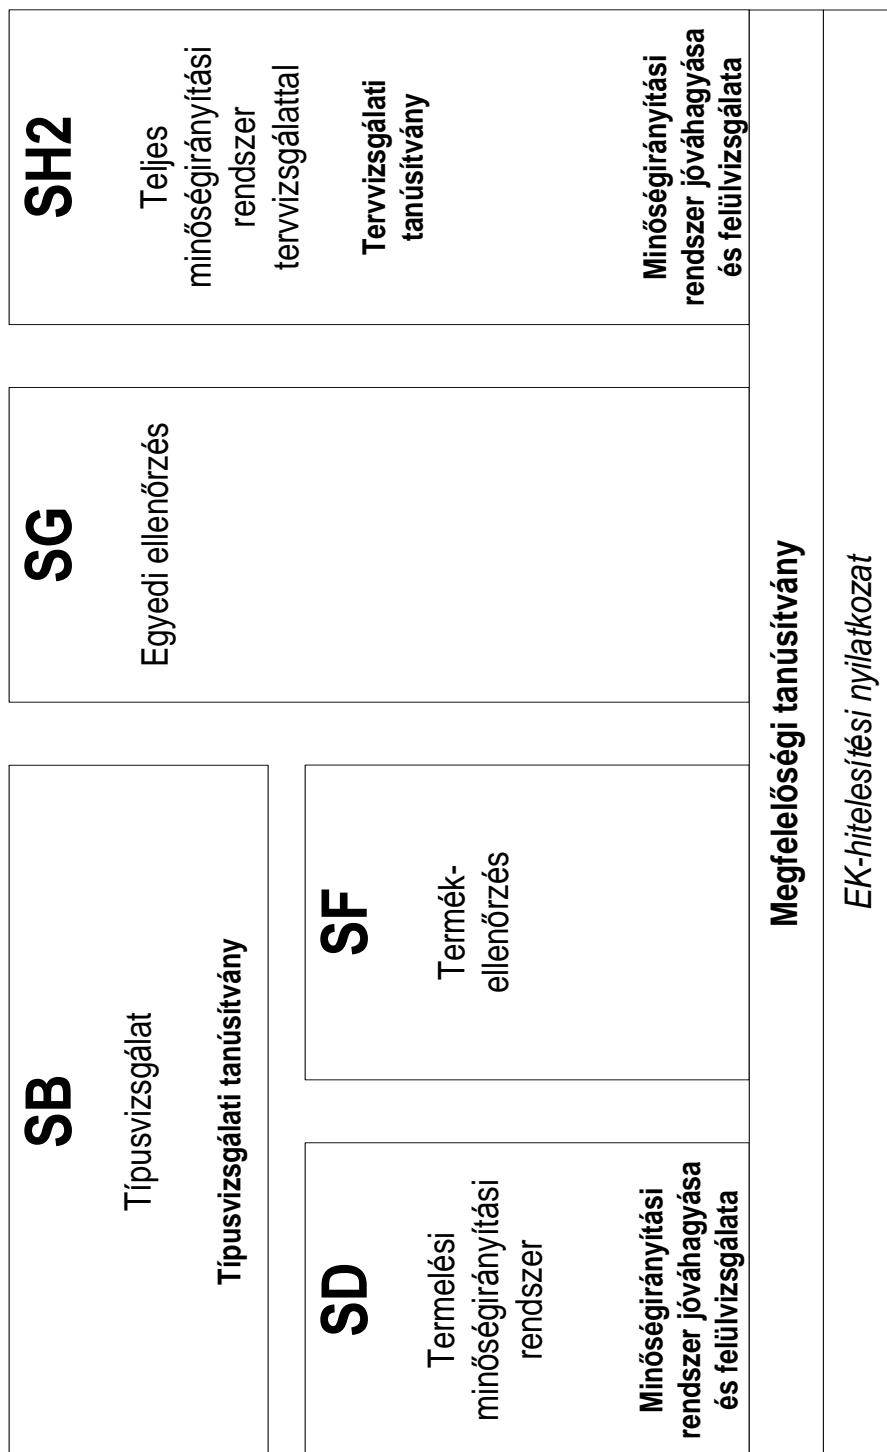 SB
Típusvizsgálat
Típusvizsgálati tanúsítvány
SD
Termelési
minőségirányítási
rendszer
Minőségirányítási
rendszer jóváhagyása
és felülvizsgálata
SF
Termék-
ellenőrzés
SG
Egyedi ellenőrzés
SH2
Teljes
minőségirányítási
rendszer
tervvizsgálattal
Tervvizsgálati
tanúsítvány
Minőségirányítási
rendszer jóváhagyása
és felülvizsgálata
Megfelelőségi tanúsítvány
EK-hitelesítési nyilatkozat